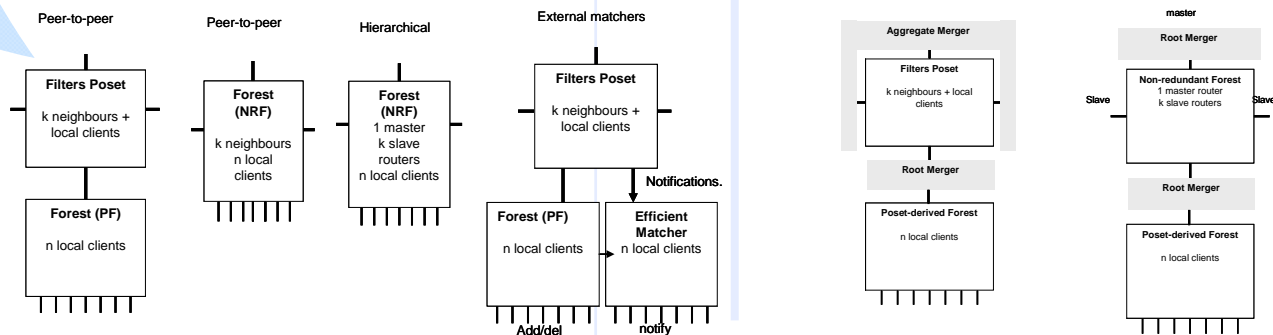 Peer-to-peer
Filters Poset
k neighbours +
local clients
Forest (PF)
n local clients
Peer-to-peer
Forest
(NRF)
k neighbours
n local
clients
Hierarchical
Forest
(NRF)
1 master
k slave
routers
n local clients
External matchers
Filters Poset
k neighbours +
local clients
Notifications.
Forest (PF)
n local clients
Add/del
Efficient
Matcher
n local clients
notify
Aggregate Merger
Filters Poset
k neighbours + local
clients
Root Merger
Poset-derived Forest
n local clients
master
Root Merger
Non-redundant Forest
1 master router
k slave routers
Slave
Slave
Root Merger
Poset-derived Forest
n local clients